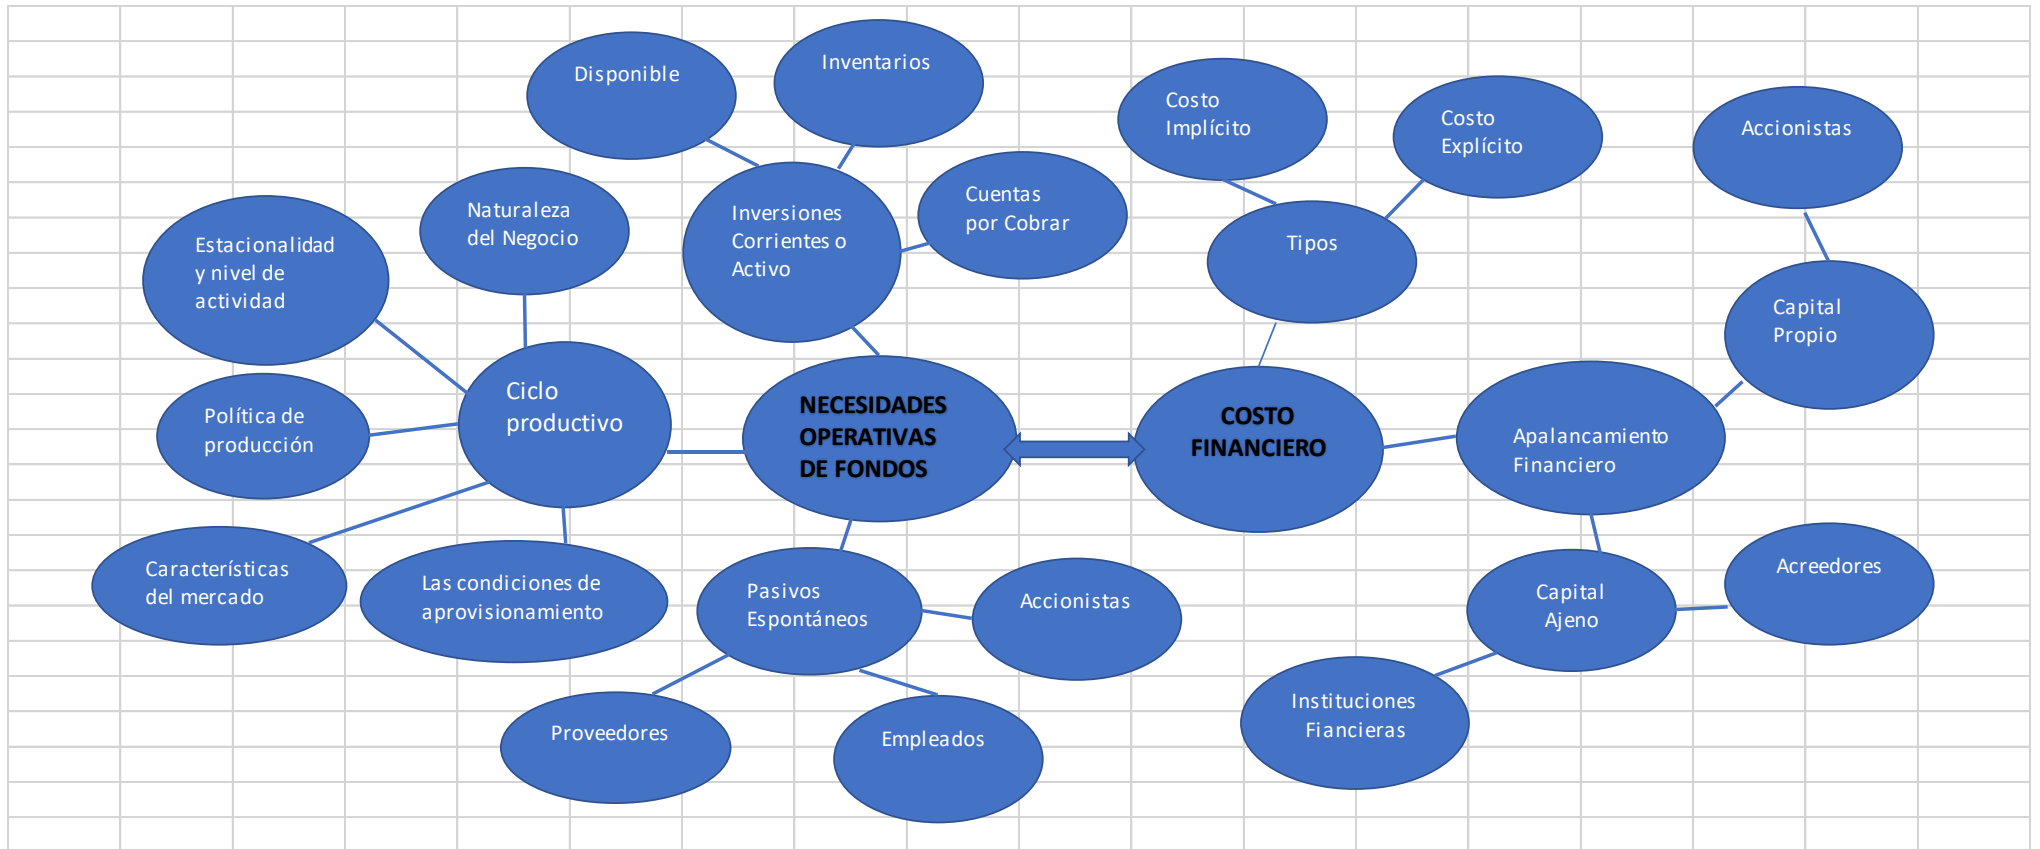 Disponible
Inventarios
Costo
Implícito
Costo
Explícito
Accionistas
Naturaleza
del Negocio
Inversiones
Corrientes o
Activo
Cuentas
por Cobrar
Estacionalidad
y nivel de
actividad
Tipos
Capital
Propio
Ciclo
productivo
Política de
producción
NECESIDADES
OPERATIVAS
DE FONDOS
COSTO
FINANCIERO
Apalancamiento
Financiero
Características
del mercado
Las condiciones de
aprovisionamiento
Pasivos
Espontáneos
Accionistas
Capital
Ajeno
Acreedores
Proveedores
Empleados
Instituciones
Fiancieras